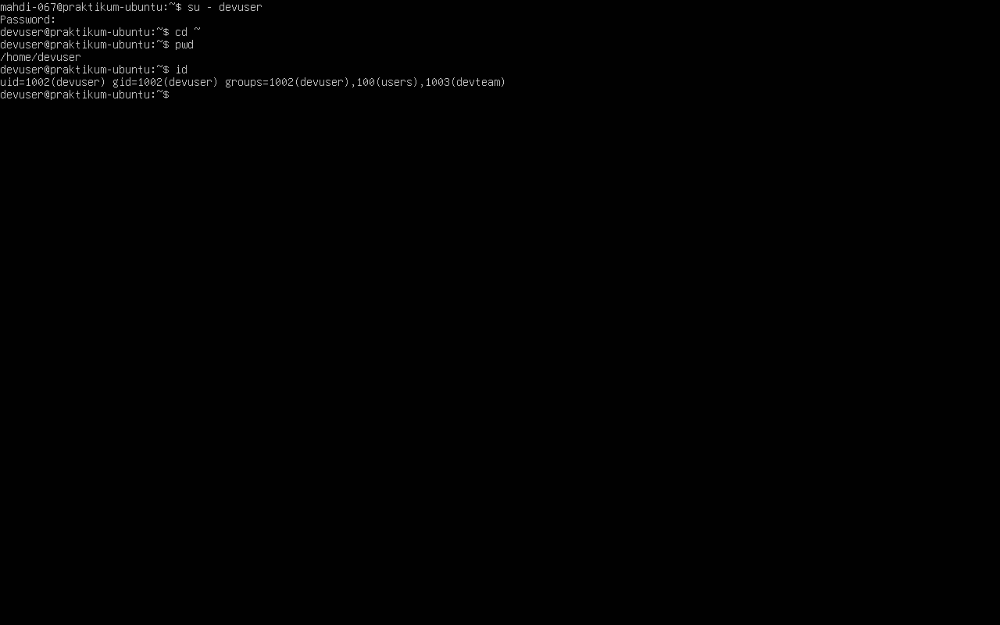 mahdi-067@praktikum-ubuntu:~$ su - devuser
Password:
devuser@praktikum-ubuntu:~$ cd ~
devuser@praktikum-ubuntu:~$ pwd
/home/devuser
devuser@praktikum-ubuntu:~$ id
uid=1002(devuser) gid=1002(devuser) groups=1002(devuser),100(users),1003(devteam)
devuser@praktikum-ubuntu:~$